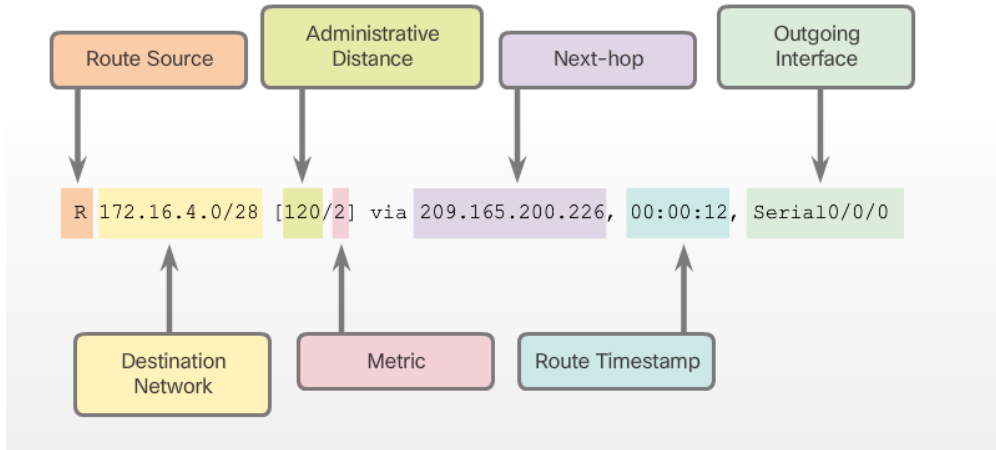 Route Source
Administrative
Distance
Next-hop
Outgoing
Interface
R 172.16.4.0/28 [120/2] via 209.165.200.226, 00:00:12, Serial0/0/0
Destination
Network
Metric
Route Timestamp